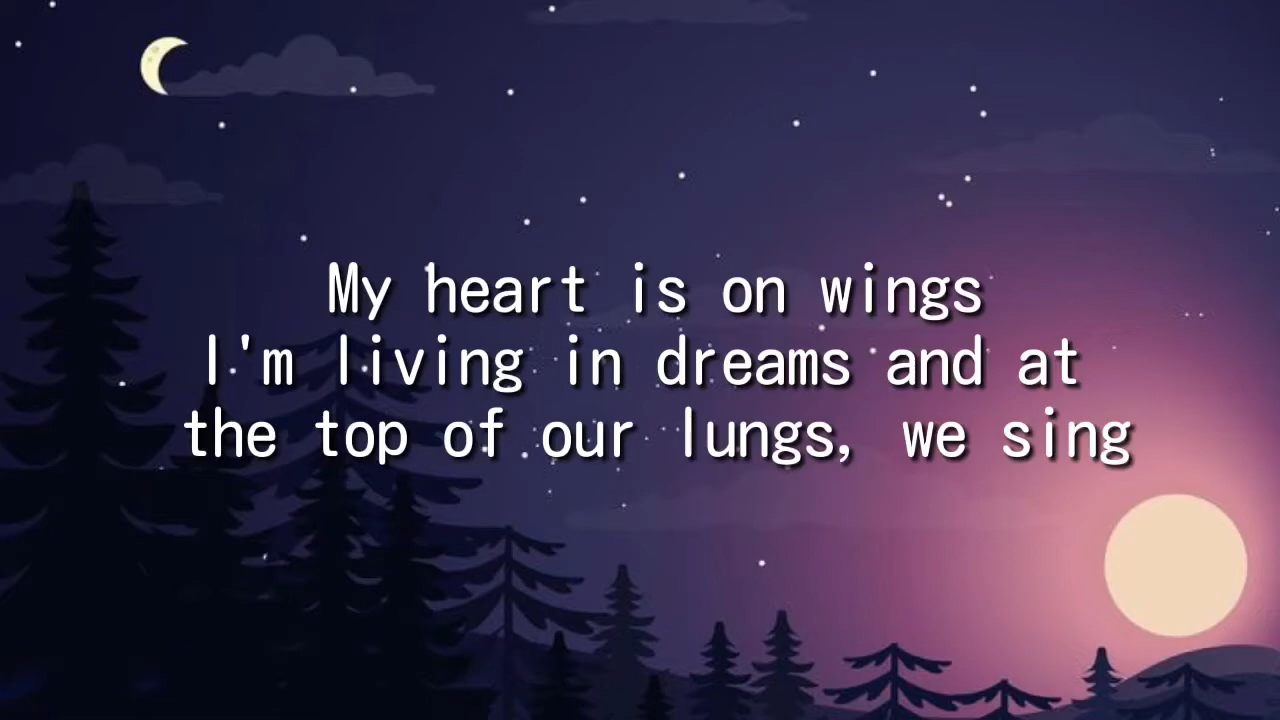 My heart is on wings
I'm living in dreams and at
the top of our lungs, we sing